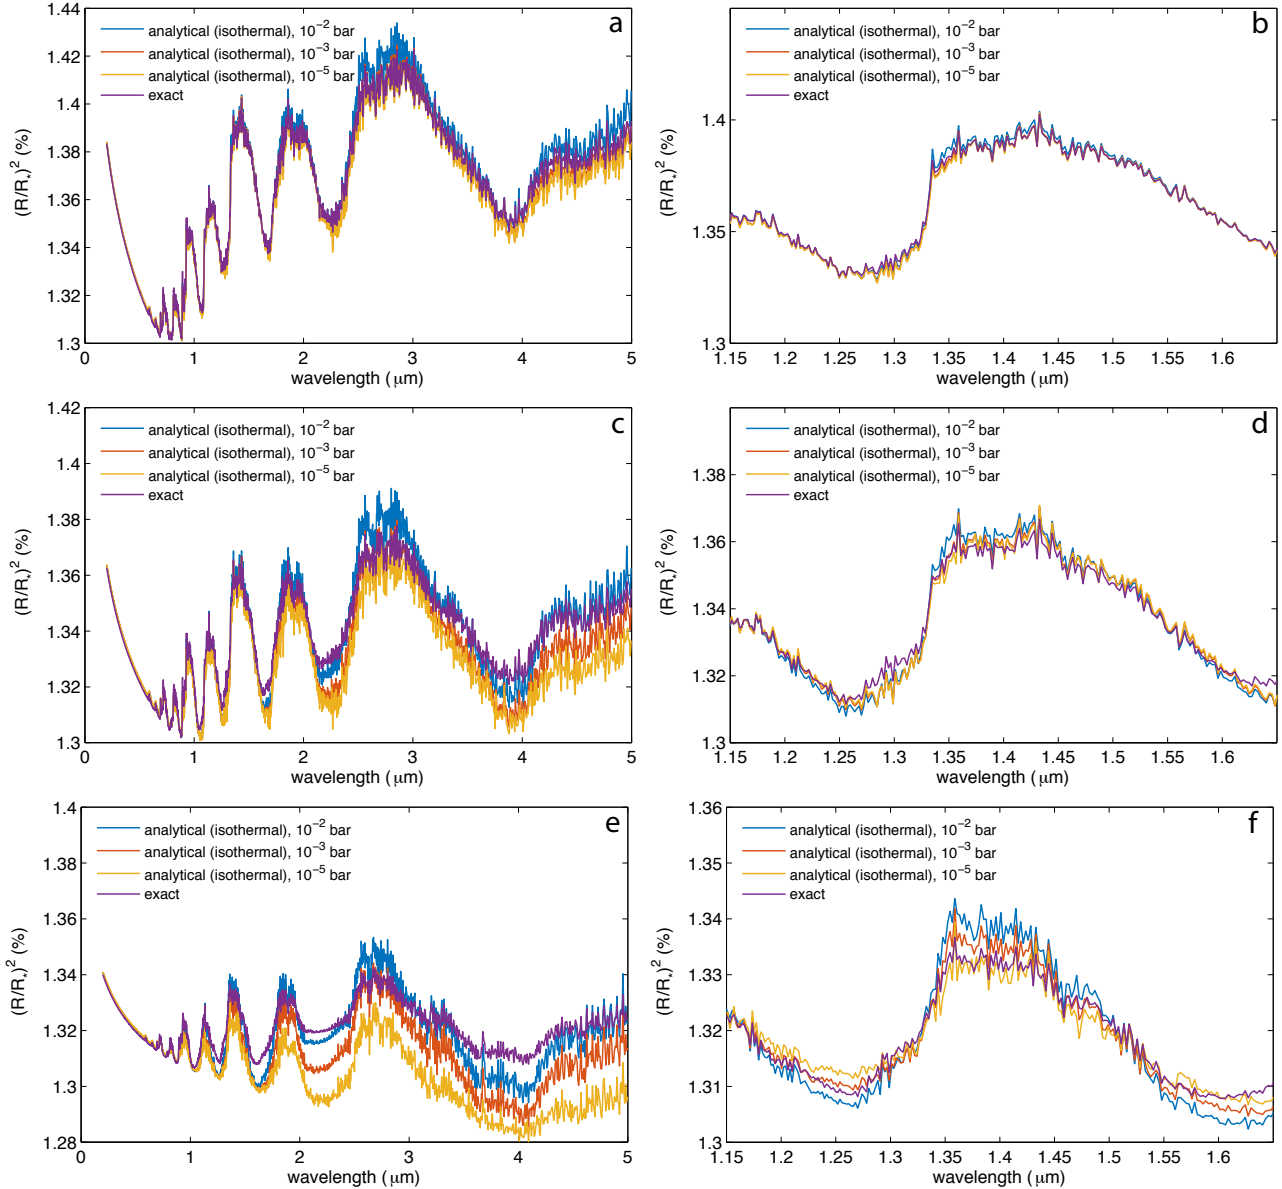 a
analytical (isothermal), 10⁻² bar
analytical (isothermal), 10⁻³ bar
analytical (isothermal), 10⁻⁵ bar
exact
(R/R*)² (%)
1.44
1.42
1.4
1.38
1.36
1.34
1.32
1.3
0 1 2 3 4 5
wavelength (μm)
b
analytical (isothermal), 10⁻² bar
analytical (isothermal), 10⁻³ bar
analytical (isothermal), 10⁻⁵ bar
exact
(R/R*)² (%)
1.4
1.35
1.3
1.15 1.2 1.25 1.3 1.35 1.4 1.45 1.5 1.55 1.6
wavelength (μm)
c
analytical (isothermal), 10⁻² bar
analytical (isothermal), 10⁻³ bar
analytical (isothermal), 10⁻⁵ bar
exact
(R/R*)² (%)
1.42
1.4
1.38
1.36
1.34
1.32
1.3
0 1 2 3 4 5
wavelength (μm)
d
analytical (isothermal), 10⁻² bar
analytical (isothermal), 10⁻³ bar
analytical (isothermal), 10⁻⁵ bar
exact
(R/R*)² (%)
1.38
1.36
1.34
1.32
1.3
1.15 1.2 1.25 1.3 1.35 1.4 1.45 1.5 1.55 1.6
wavelength (μm)
e
analytical (isothermal), 10⁻² bar
analytical (isothermal), 10⁻³ bar
analytical (isothermal), 10⁻⁵ bar
exact
(R/R*)² (%)
1.4
1.38
1.36
1.34
1.32
1.3
1.28
0 1 2 3 4 5
wavelength (μm)
f
analytical (isothermal), 10⁻² bar
analytical (isothermal), 10⁻³ bar
analytical (isothermal), 10⁻⁵ bar
exact
(R/R*)² (%)
1.36
1.35
1.34
1.33
1.32
1.31
1.3
1.15 1.2 1.25 1.3 1.35 1.4 1.45 1.5 1.55 1.6
wavelength (μm)